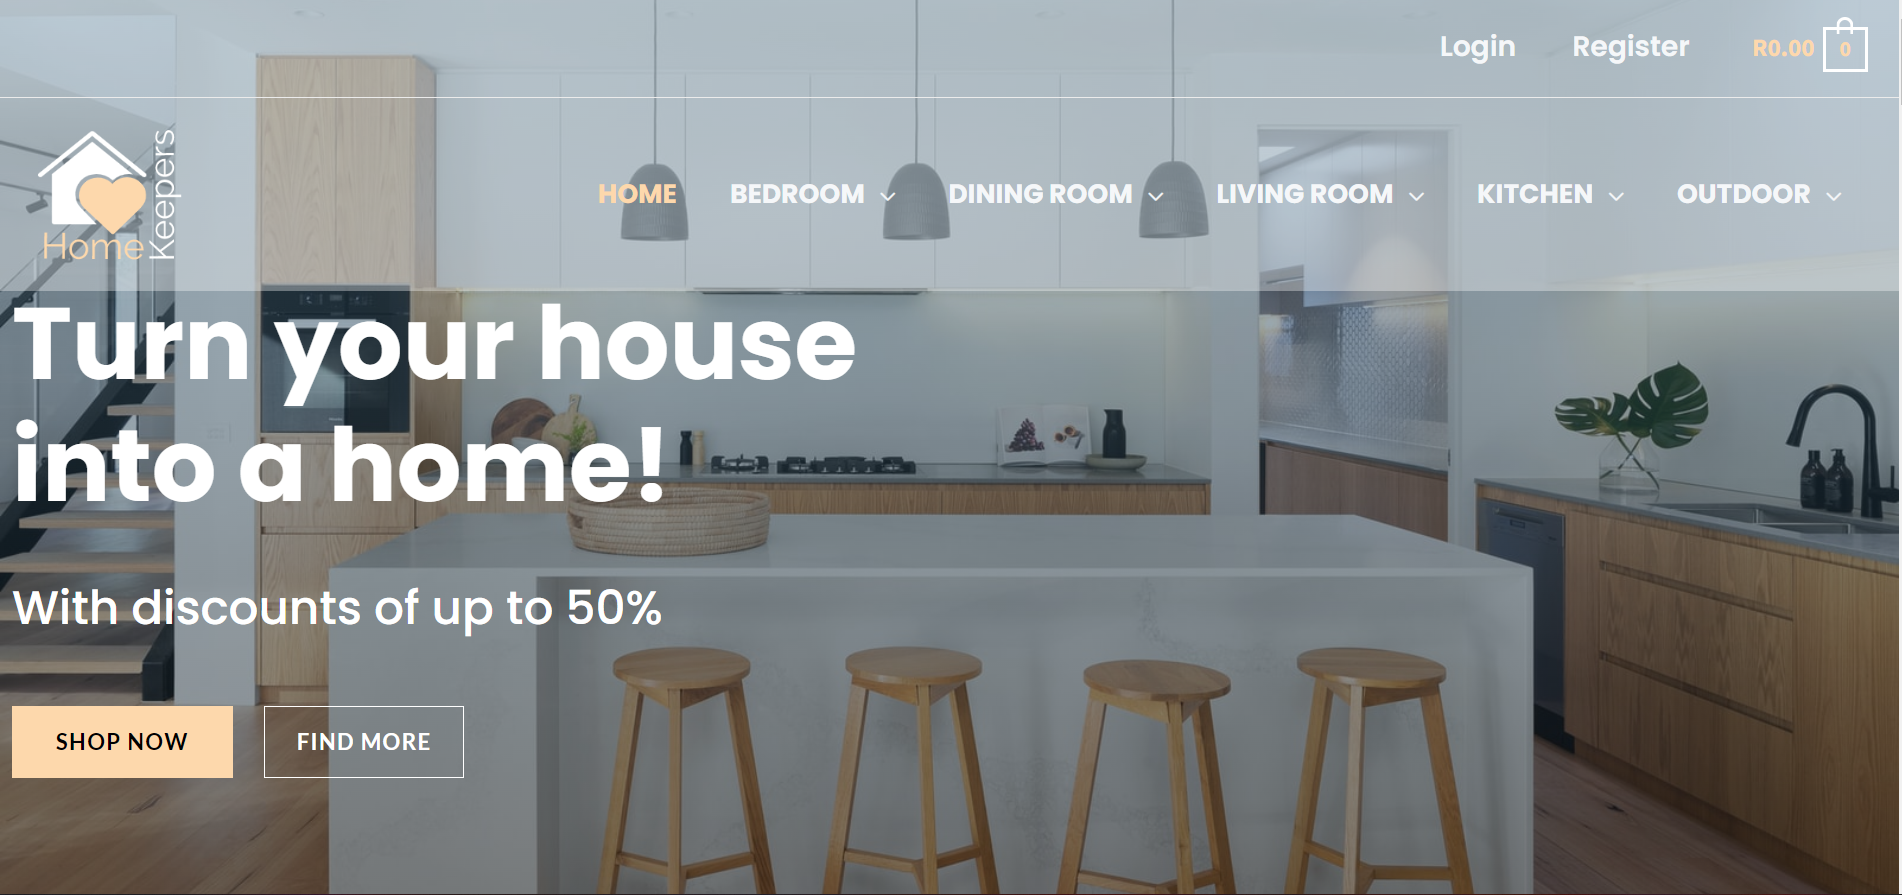 Login Register R0.00 0
Home Keepers
HOME BEDROOM DINING ROOM LIVING ROOM KITCHEN OUTDOOR
Turn your house
into a home!
With discounts of up to 50%
SHOP NOW FIND MORE